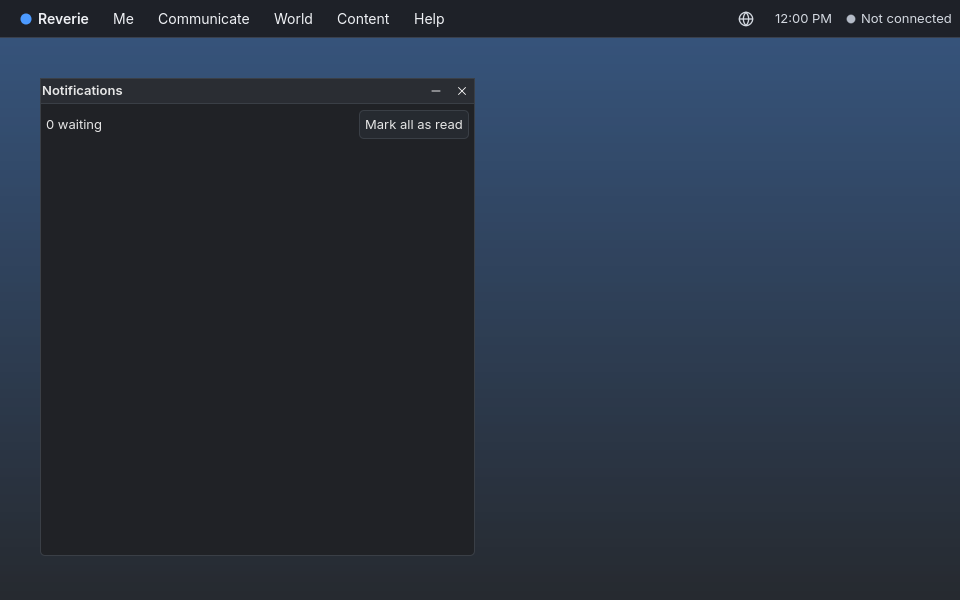 Reverie Me Communicate World Content Help 12:00 PM Not connected
Notifications
0 waiting Mark all as read